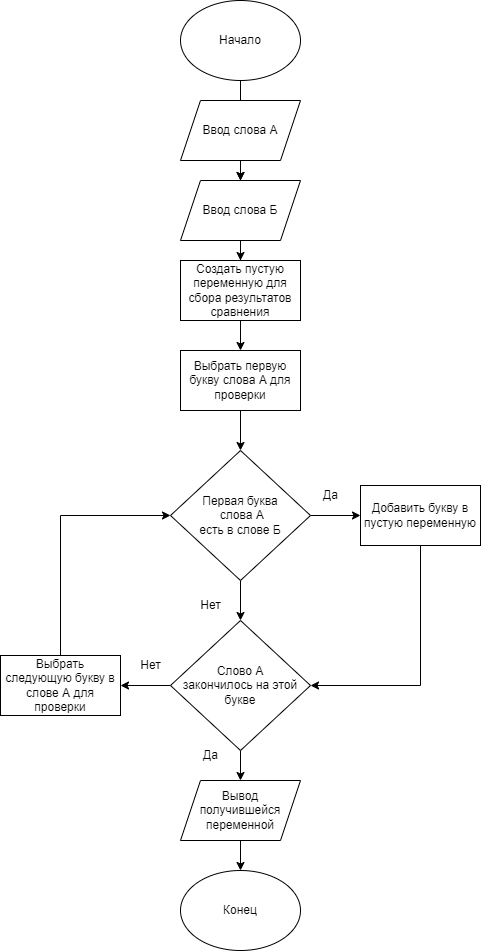 Начало
Ввод слова А
Ввод слова Б
Создать пустую
переменную для
сбора результатов
сравнения
Выбрать первую
букву слова А для
проверки
Первая буква
слова А
есть в слове Б
Да
Добавить букву в
пустую переменную
Нет
Слово А
закончилось на этой
букве
Нет
Выбрать
следующую букву в
слове А для
проверки
Да
Вывод
получившейся
переменной
Конец